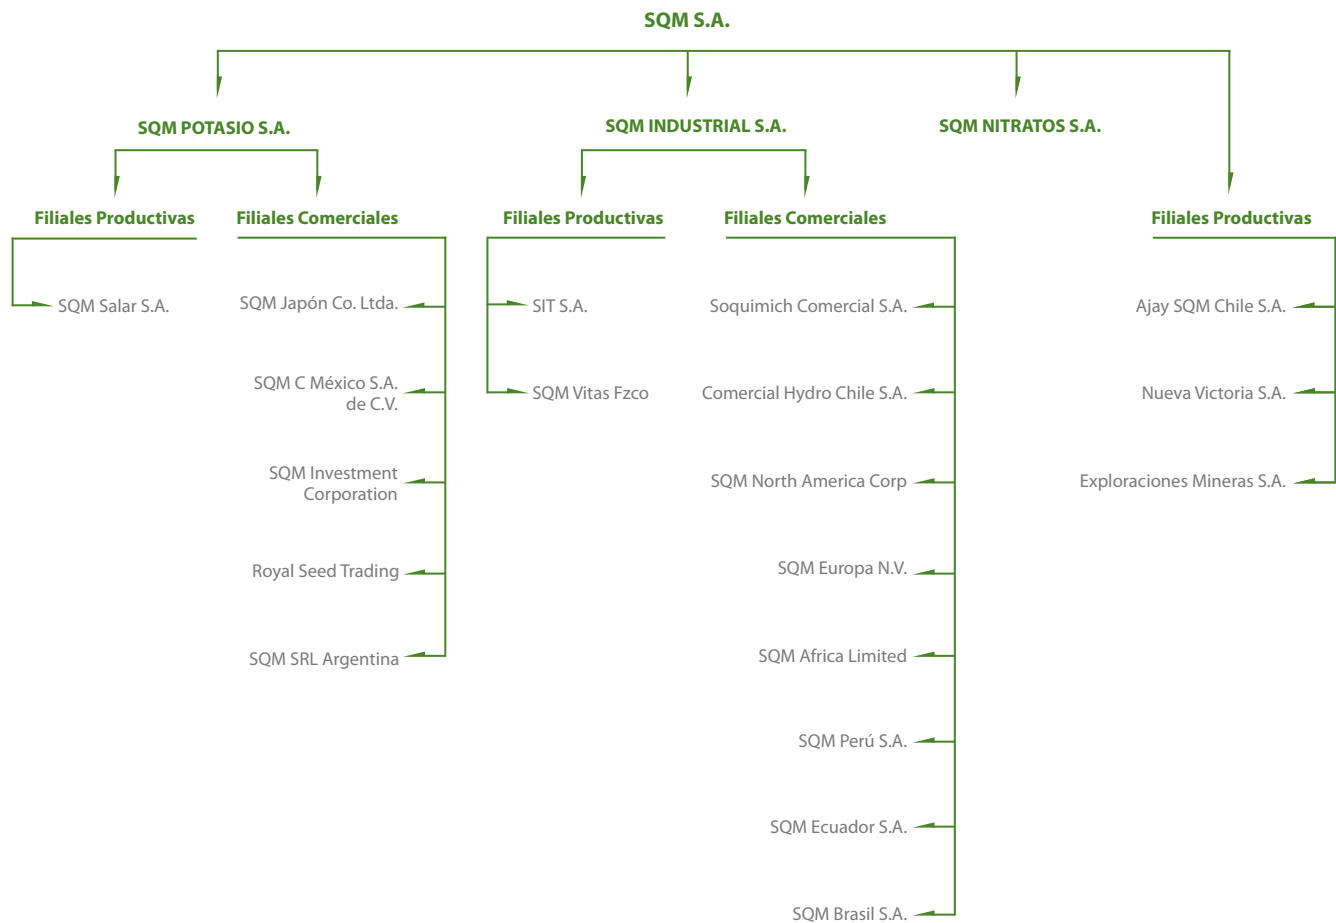 SQM S.A.
SQM POTASIO S.A.
SQM INDUSTRIAL S.A.
SQM NITRATOS S.A.
Filiales Productivas
Filiales Comerciales
Filiales Productivas
Filiales Comerciales
Filiales Productivas
SQM Salar S.A.
SQM Japón Co. Ltda.
SQM C México S.A.
de C.V.
SQM Investment
Corporation
Royal Seed Trading
SQM SRL Argentina
SIT S.A.
SQM Vitas Fzco
Soquimich Comercial S.A.
Comercial Hydro Chile S.A.
SQM North America Corp
SQM Europa N.V.
SQM Africa Limited
SQM Perú S.A.
SQM Ecuador S.A.
SQM Brasil S.A.
Ajay SQM Chile S.A.
Nueva Victoria S.A.
Exploraciones Mineras S.A.